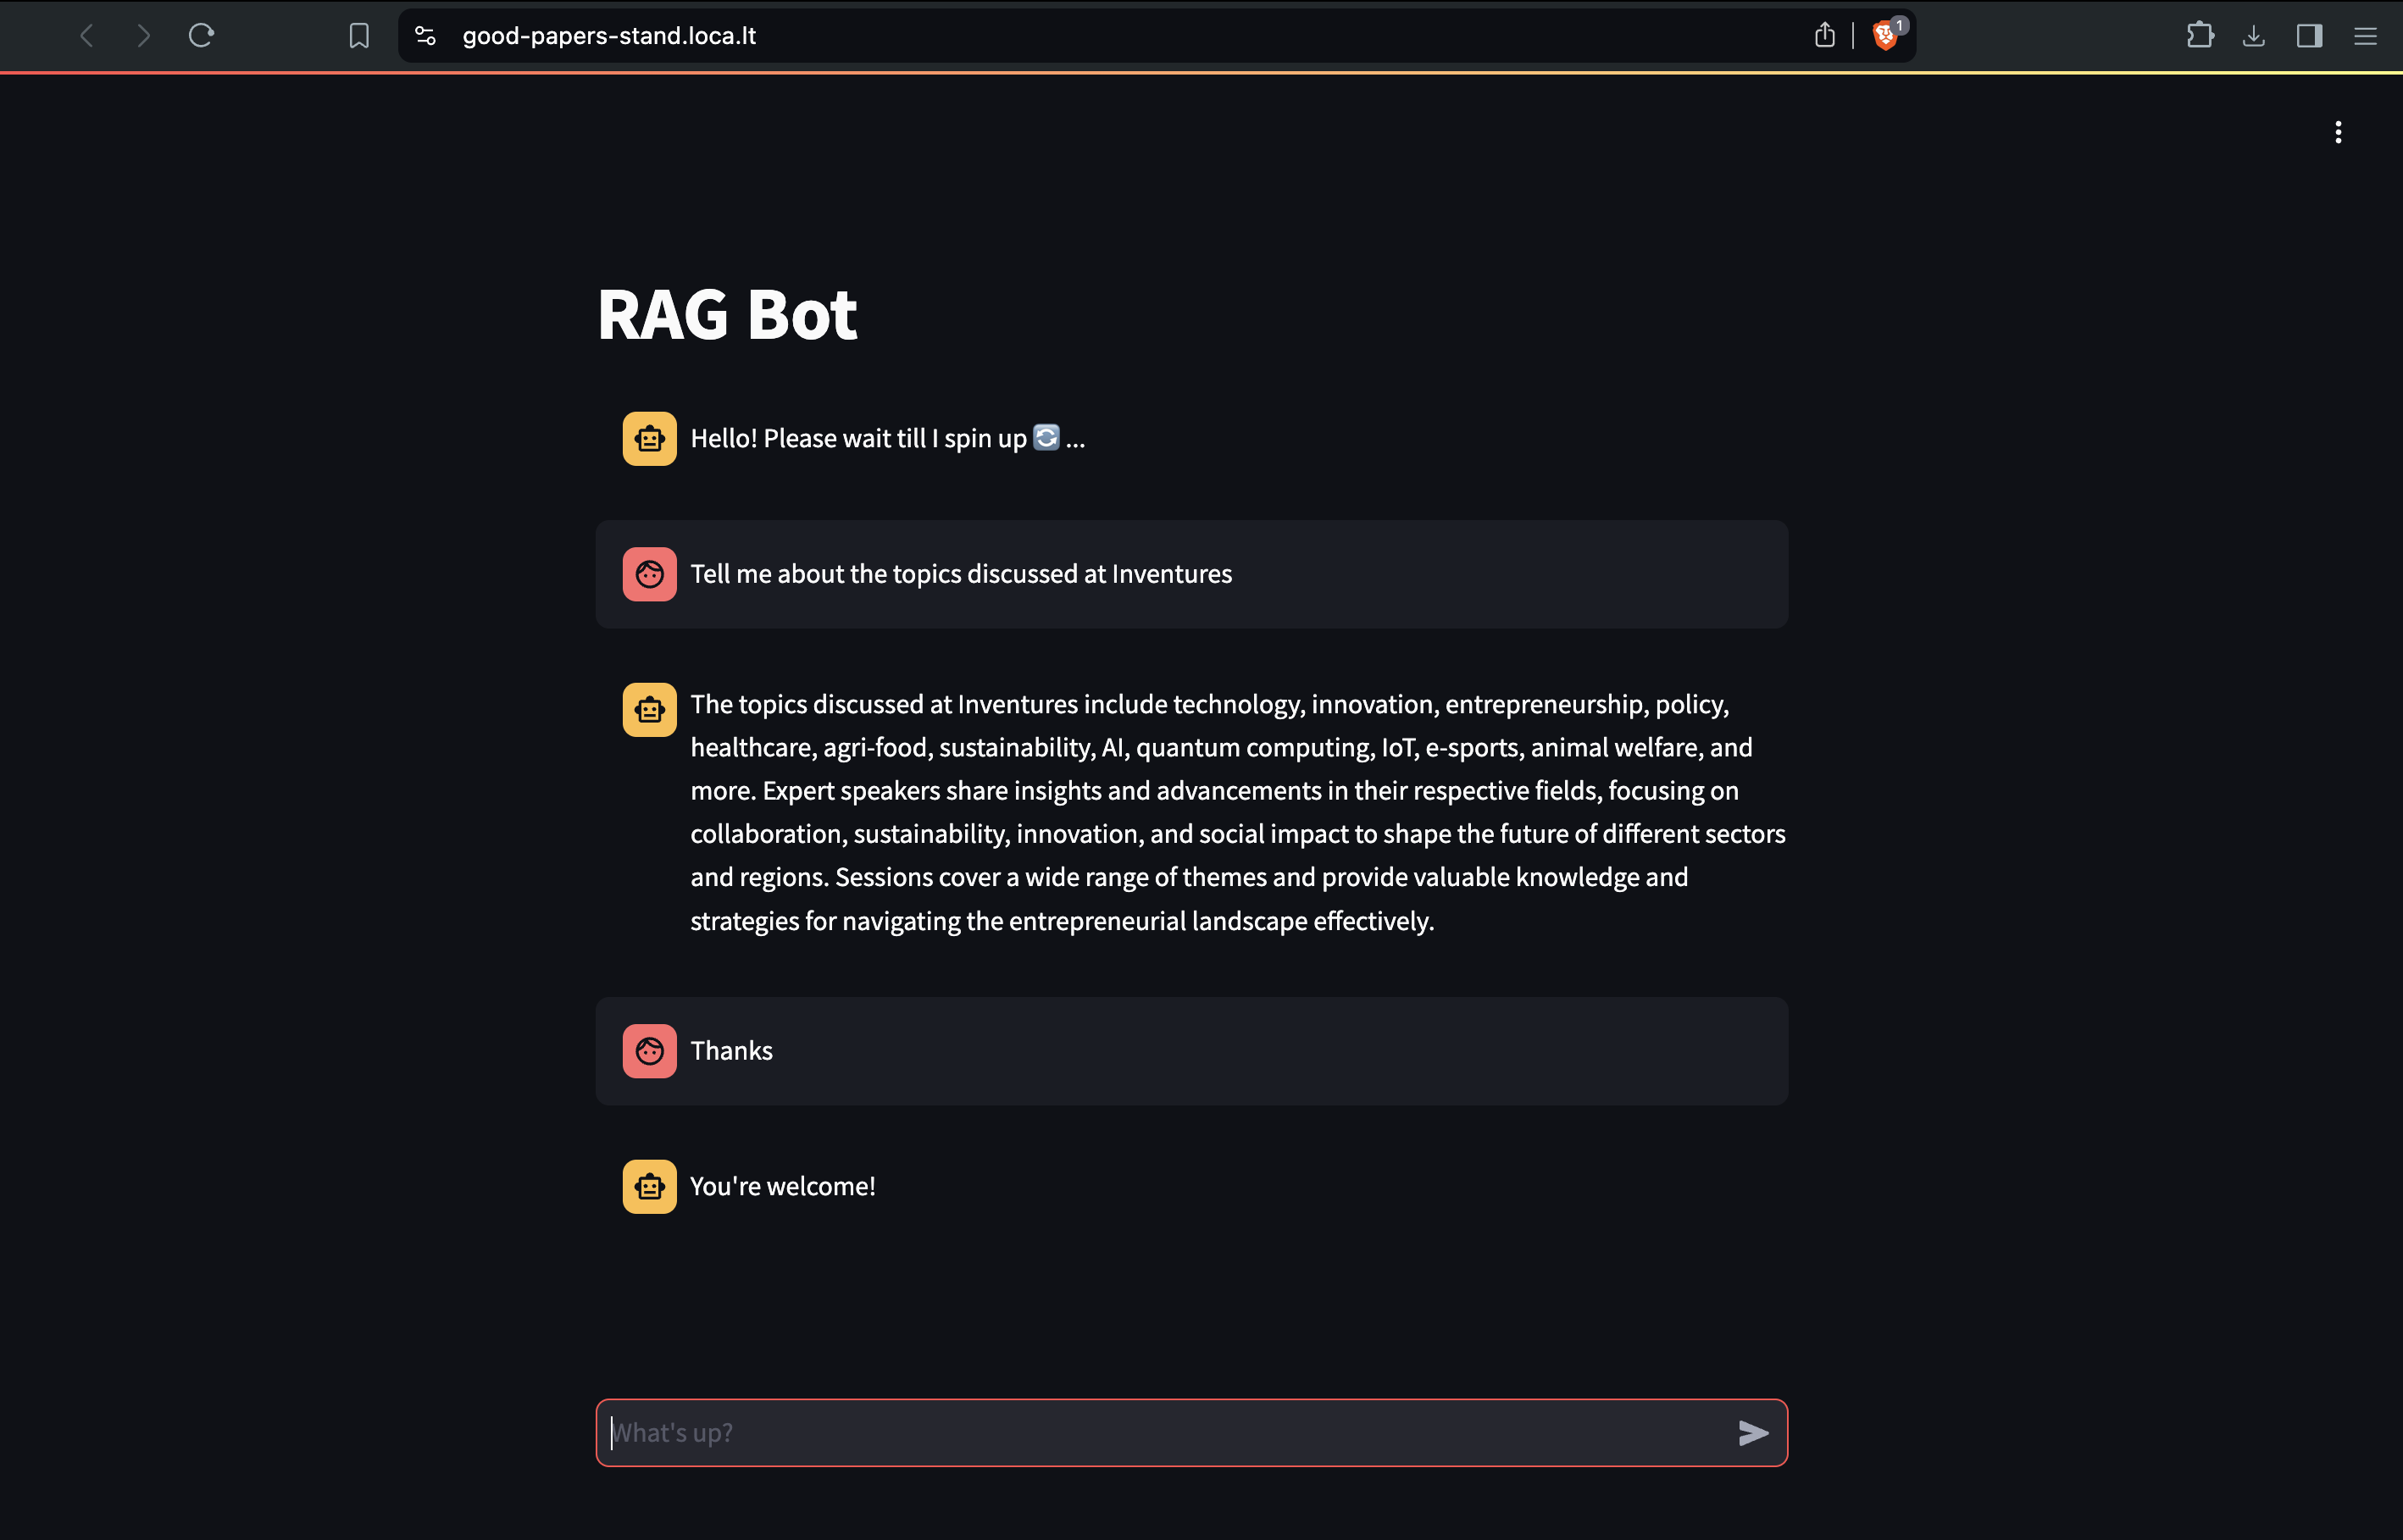 good-papers-stand.loca.lt
1
RAG Bot
Hello! Please wait till I spin up 🔄 ...
Tell me about the topics discussed at Inventures
The topics discussed at Inventures include technology, innovation, entrepreneurship, policy,
healthcare, agri-food, sustainability, AI, quantum computing, IoT, e-sports, animal welfare, and
more. Expert speakers share insights and advancements in their respective fields, focusing on
collaboration, sustainability, innovation, and social impact to shape the future of different sectors
and regions. Sessions cover a wide range of themes and provide valuable knowledge and
strategies for navigating the entrepreneurial landscape effectively.
Thanks
You're welcome!
What's up?